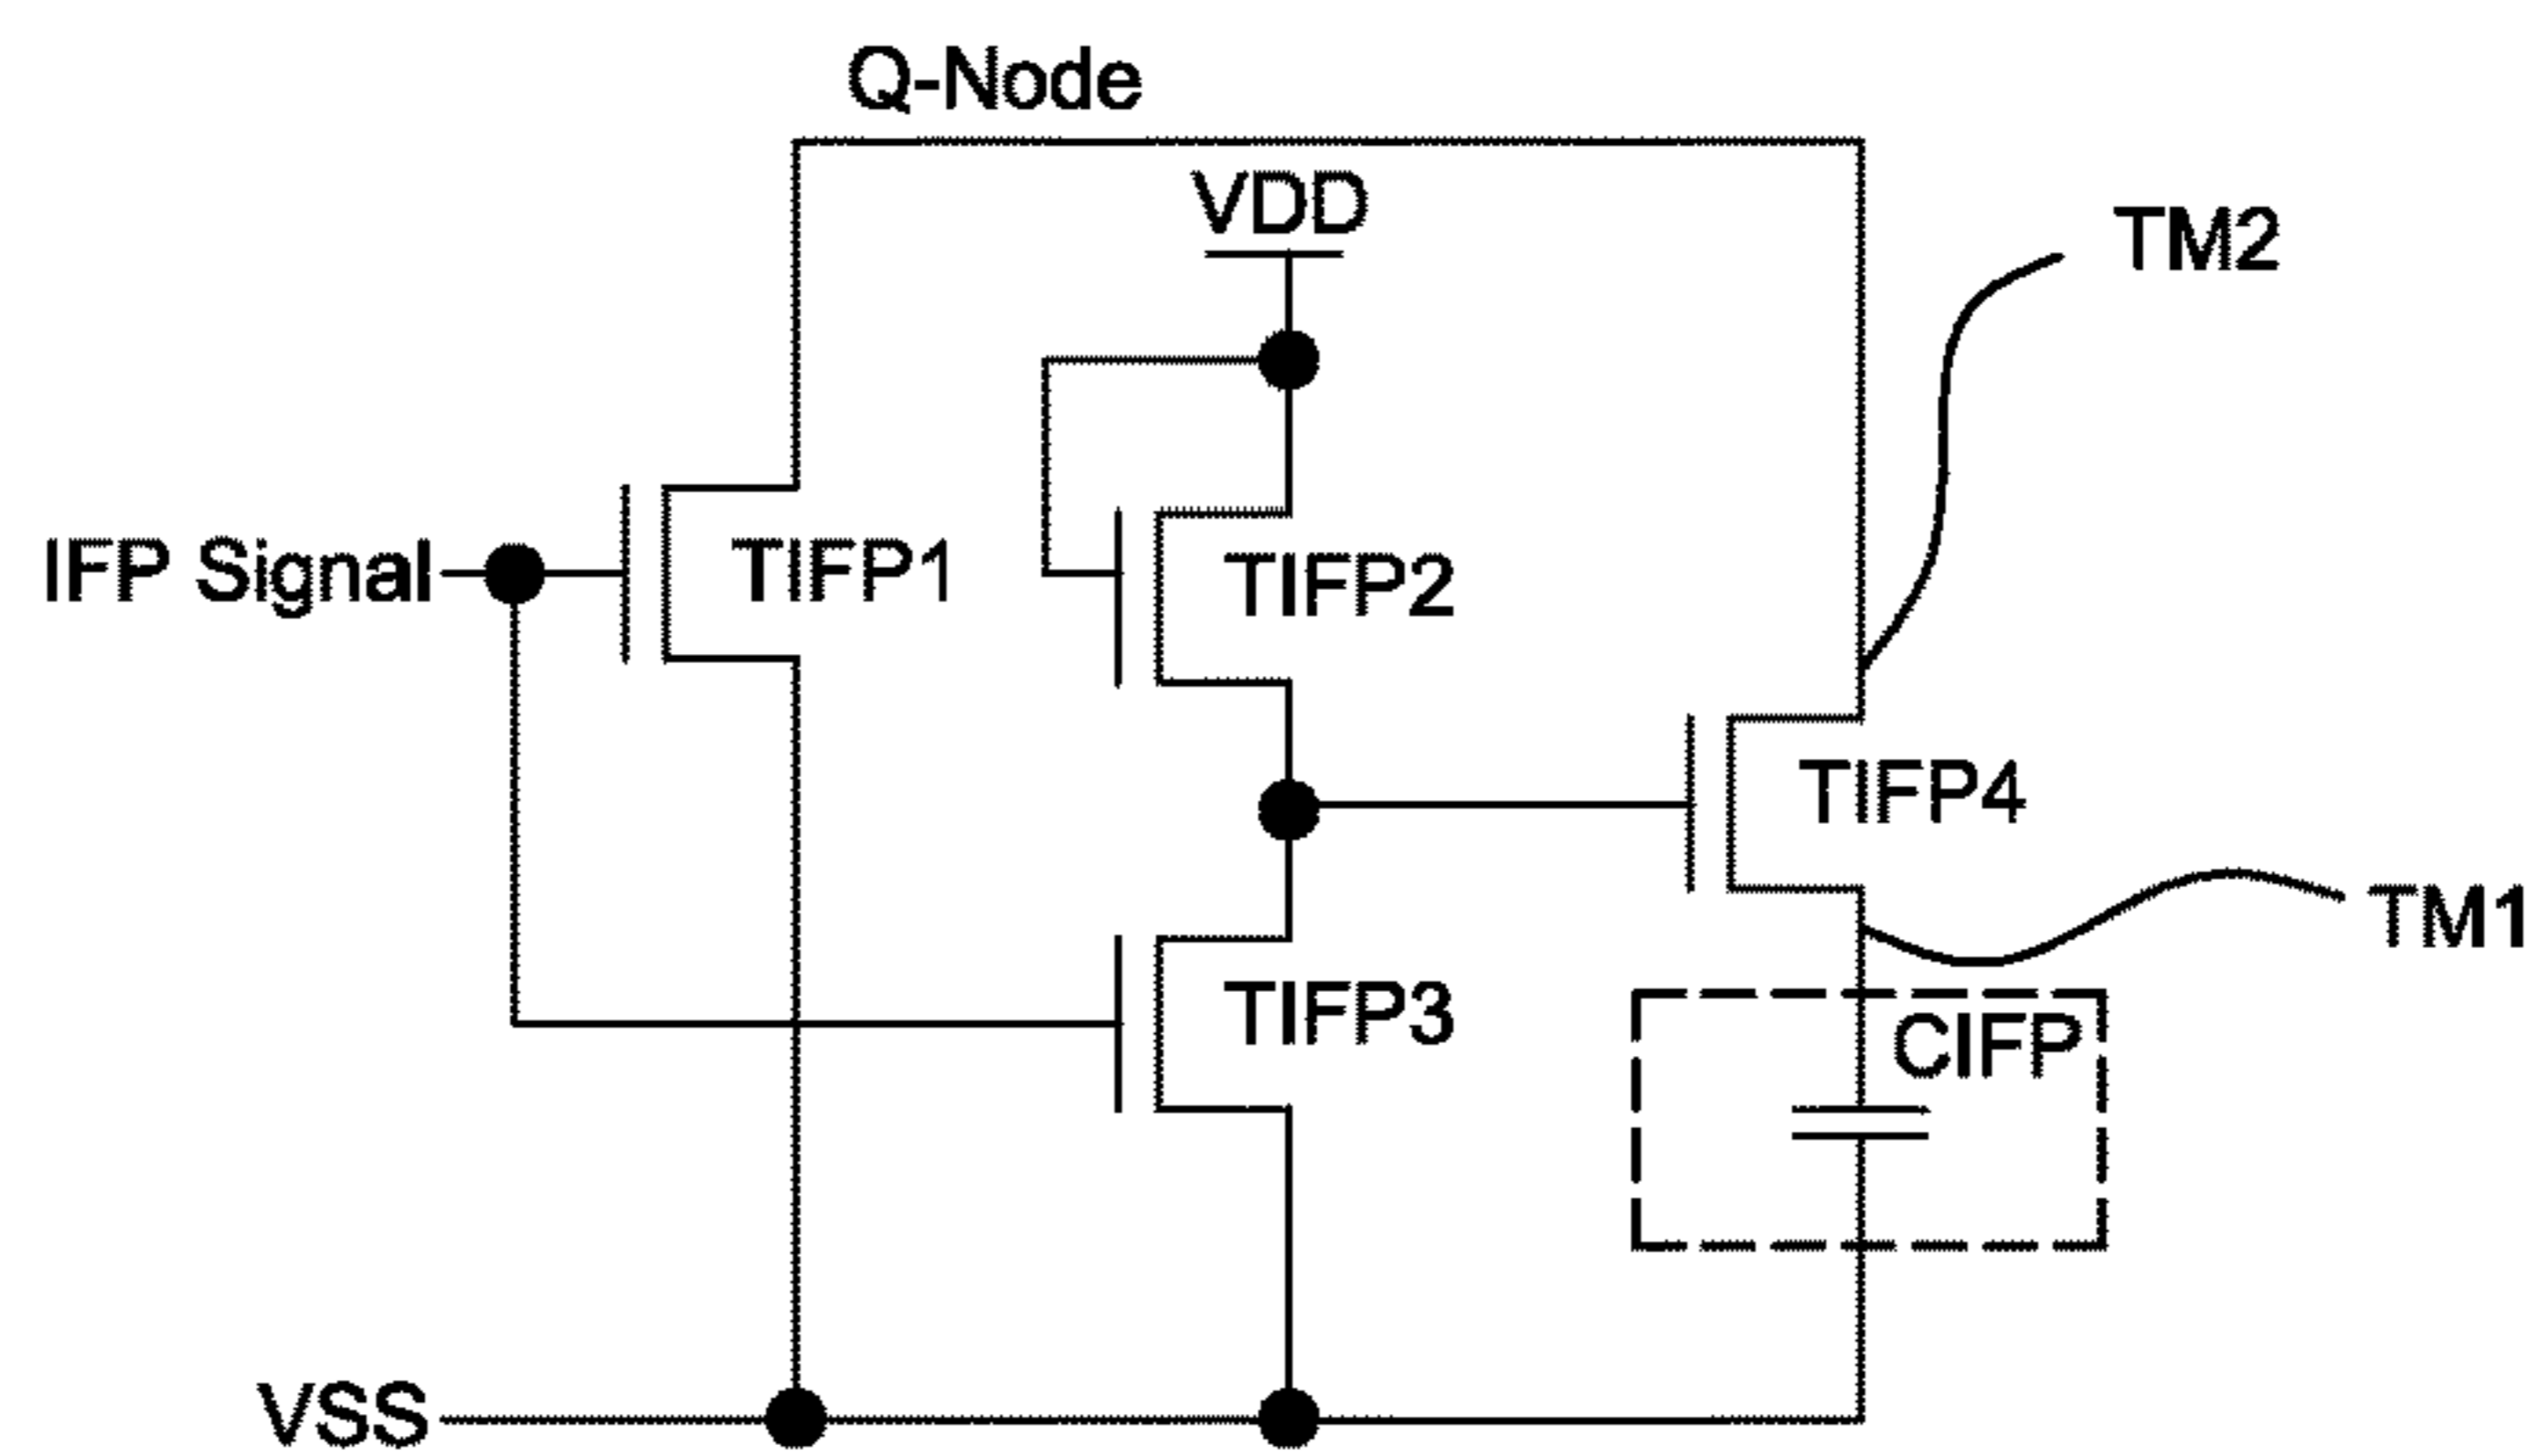 Q-Node
VDD
TM2
IFP Signal
TIFP1
TIFP2
TIFP4
TM1
TIFP3
CIFP
VSS